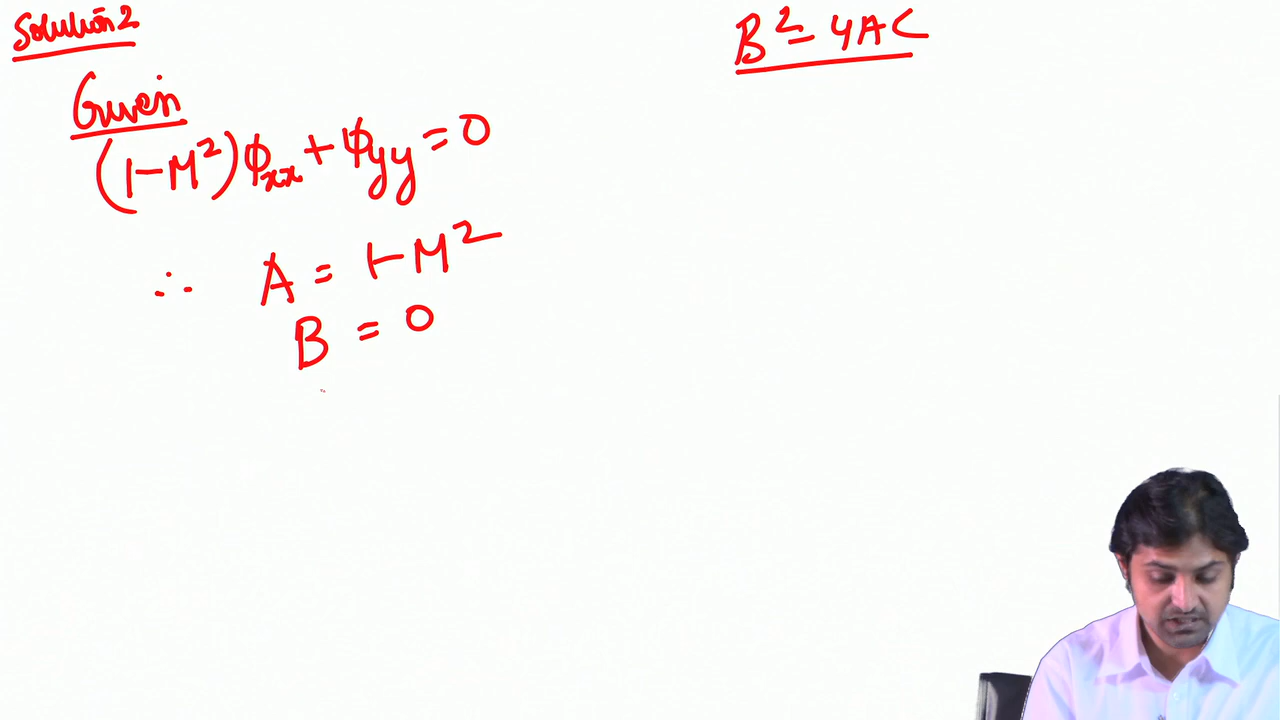 Solution 2
B² - 4AC
Given
(1-M²)ϕxx + ϕyy = 0
∴ A = 1-M²
B = 0